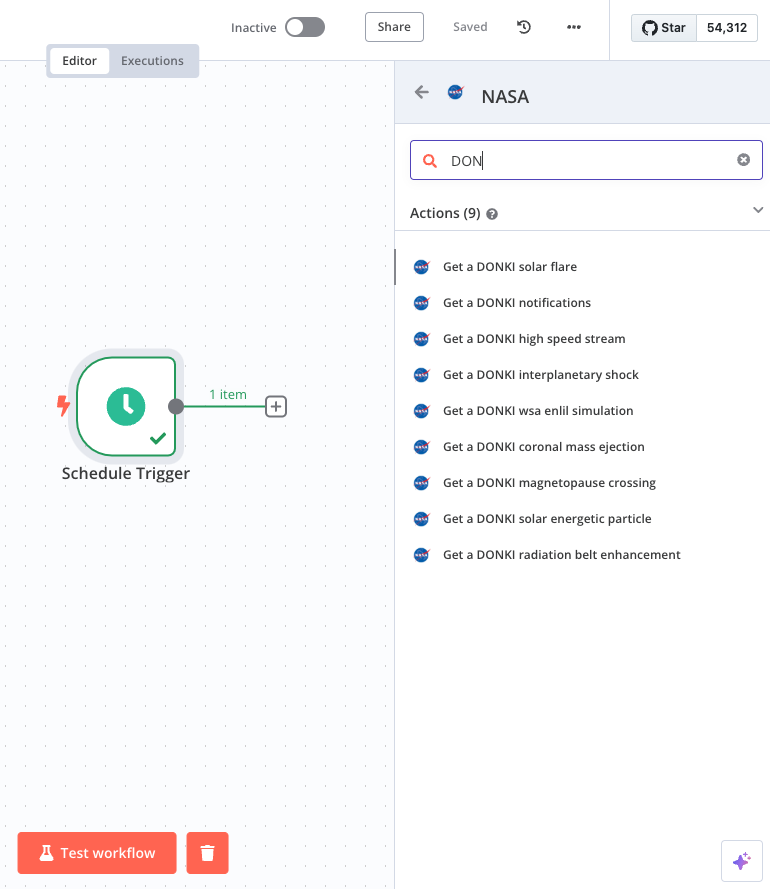 Inactive
Share
Saved
Star
54,312
Editor
Executions
NASA
DON
Actions (9)
Get a DONKI solar flare
Get a DONKI notifications
Get a DONKI high speed stream
Get a DONKI interplanetary shock
Get a DONKI wsa enlil simulation
Get a DONKI coronal mass ejection
Get a DONKI magnetopause crossing
Get a DONKI solar energetic particle
Get a DONKI radiation belt enhancement
1 item
Schedule Trigger
Test workflow